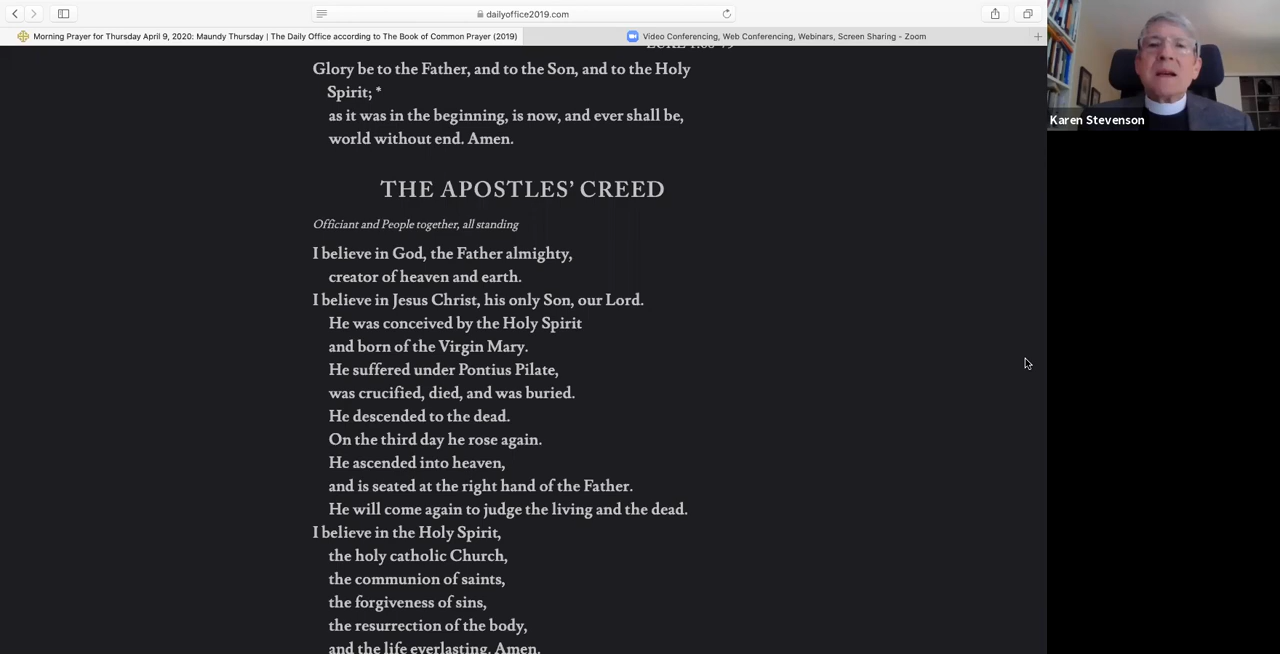 dailyoffice2019.com
Morning Prayer for Thursday April 9, 2020: Maundy Thursday | The Daily Office according to The Book of Common Prayer (2019)
Video Conferencing, Web Conferencing, Webinars, Screen Sharing - Zoom
Glory be to the Father, and to the Son, and to the Holy
Spirit; *
as it was in the beginning, is now, and ever shall be,
world without end. Amen.
THE APOSTLES’ CREED
Officiant and People together, all standing
I believe in God, the Father almighty,
creator of heaven and earth.
I believe in Jesus Christ, his only Son, our Lord.
He was conceived by the Holy Spirit
and born of the Virgin Mary.
He suffered under Pontius Pilate,
was crucified, died, and was buried.
He descended to the dead.
On the third day he rose again.
He ascended into heaven,
and is seated at the right hand of the Father.
He will come again to judge the living and the dead.
I believe in the Holy Spirit,
the holy catholic Church,
the communion of saints,
the forgiveness of sins,
the resurrection of the body,
and the life everlasting. Amen.
Karen Stevenson